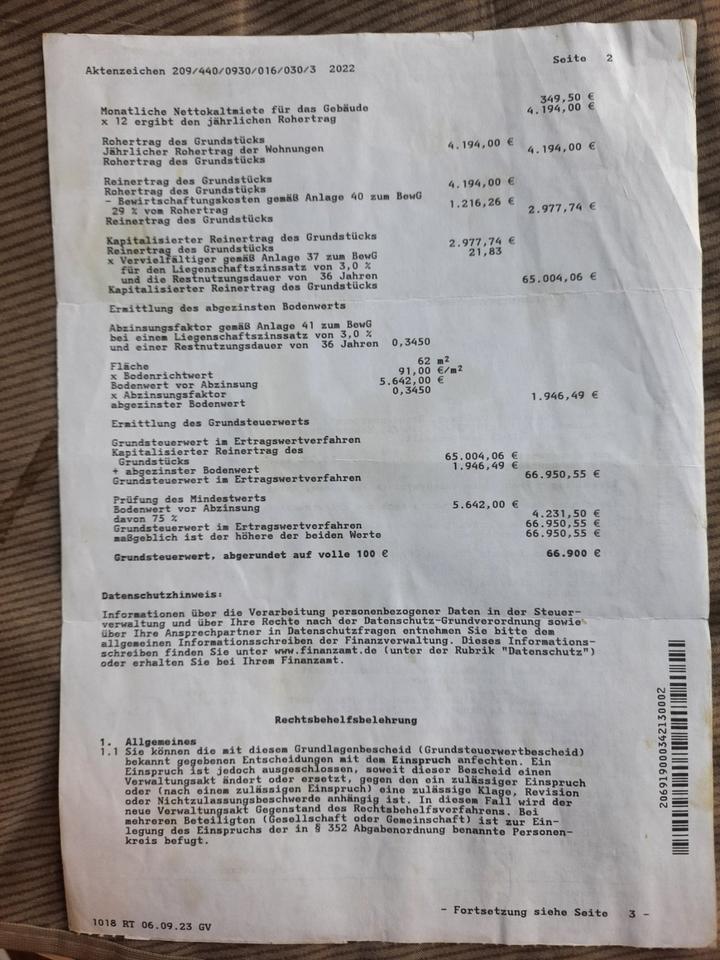 Aktenzeichen 209/440/0930/016/030/3 2022
Seite 2
349,50 €
Monatliche Nettokaltmiete für das Gebäude 4.194,00 €
x 12 ergibt den jährlichen Rohertrag
Rohertrag des Grundstücks
Jährlicher Rohertrag der Wohnungen 4.194,00 € 4.194,00 €
Rohertrag des Grundstücks
Reinertrag des Grundstücks
Rohertrag des Grundstücks 4.194,00 €
- Bewirtschaftungskosten gemäß Anlage 40 zum BewG
29 % vom Rohertrag 1.216,26 € 2.977,74 €
Reinertrag des Grundstücks
Kapitalisierter Reinertrag des Grundstücks
Reinertrag des Grundstücks 2.977,74 €
x Vervielfältiger gemäß Anlage 37 zum BewG 21,83
für den Liegenschaftszinssatz von 3,0 %
und die Restnutzungsdauer von 36 Jahren 65.004,06 €
Kapitalisierter Reinertrag des Grundstücks
Ermittlung des abgezinsten Bodenwerts
Abzinsungsfaktor gemäß Anlage 41 zum BewG
bei einem Liegenschaftszinssatz von 3,0 %
und einer Restnutzungsdauer von 36 Jahren 0,3450
Fläche 62 m²
x Bodenrichtwert 91,00 €/m²
Bodenwert vor Abzinsung 5.642,00 €
x Abzinsungsfaktor 0,3450
abgezinster Bodenwert 1.946,49 €
Ermittlung des Grundsteuerwerts
Grundsteuerwert im Ertragswertverfahren
Kapitalisierter Reinertrag des
Grundstücks 65.004,06 €
+ abgezinster Bodenwert 1.946,49 €
Grundsteuerwert im Ertragswertverfahren 66.950,55 €
Prüfung des Mindestwerts
Bodenwert vor Abzinsung 5.642,00 €
davon 75 % 4.231,50 €
Grundsteuerwert im Ertragswertverfahren 66.950,55 €
maßgeblich ist der höhere der beiden Werte 66.950,55 €
Grundsteuerwert, abgerundet auf volle 100 € 66.900 €
Datenschutzhinweis:
Informationen über die Verarbeitung personenbezogener Daten in der Steuer-
verwaltung und über Ihre Rechte nach der Datenschutz-Grundverordnung sowie
über Ihre Ansprechpartner in Datenschutzfragen entnehmen Sie bitte dem
allgemeinen Informationsschreiben der Finanzverwaltung. Dieses Informations-
schreiben finden Sie unter www.finanzamt.de (unter der Rubrik "Datenschutz")
oder erhalten Sie bei Ihrem Finanzamt.
Rechtsbehelfsbelehrung
1. Allgemeines
1.1 Sie können die mit diesem Grundlagenbescheid (Grundsteuerwertbescheid)
bekannt gegebenen Entscheidungen mit dem Einspruch anfechten. Ein
Einspruch ist jedoch ausgeschlossen, soweit dieser Bescheid einen
Verwaltungsakt ändert oder ersetzt, gegen den ein zulässiger Einspruch
oder (nach einem zulässigen Einspruch) eine zulässige Klage, Revision
oder Nichtzulassungsbeschwerde anhängig ist. In diesem Fall wird der
neue Verwaltungsakt Gegenstand des Rechtsbehelfsverfahrens. Bei
mehreren Beteiligten (Gesellschaft oder Gemeinschaft) ist zur Ein-
legung des Einspruchs der in § 352 Abgabenordnung benannte Personen-
kreis befugt.
206919000342130002
- Fortsetzung siehe Seite 3 -
1018 RT 06.09.23 GV